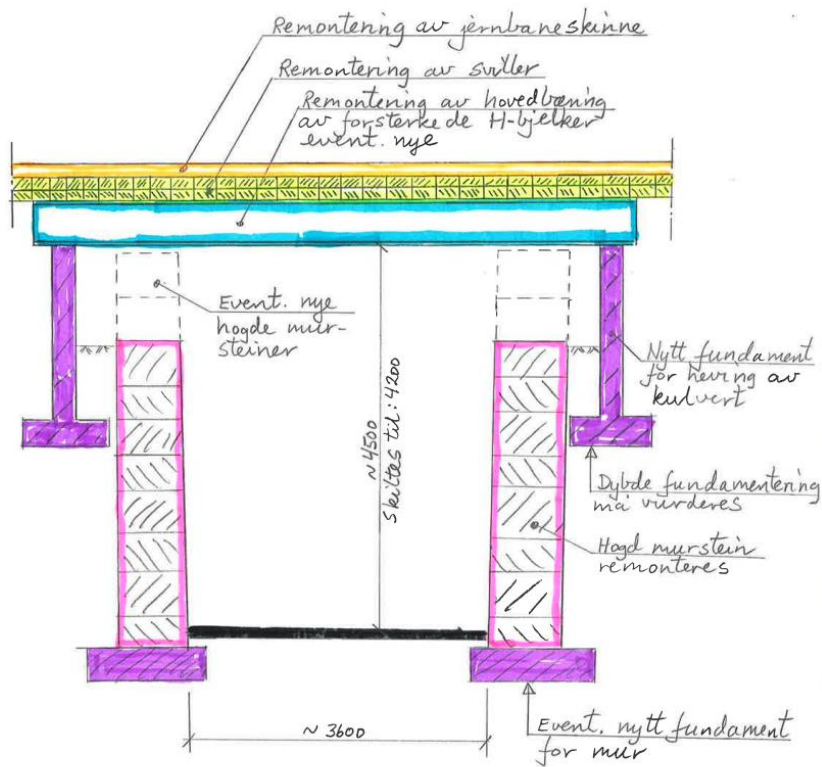 Remontering av jernbaneskinne
Remontering av sviller
Remontering av hovedbæring
av forsterkede H-bjelker
event. nye
Event. nye
hogde mur-
steiner
Nytt fundament
for heving av
kulvert
~4500
Skiltes til: 4200
Dybde fundamentering
må vurderes
Hogd murstein
remonteres
~3600
Event. nytt fundament
for mur